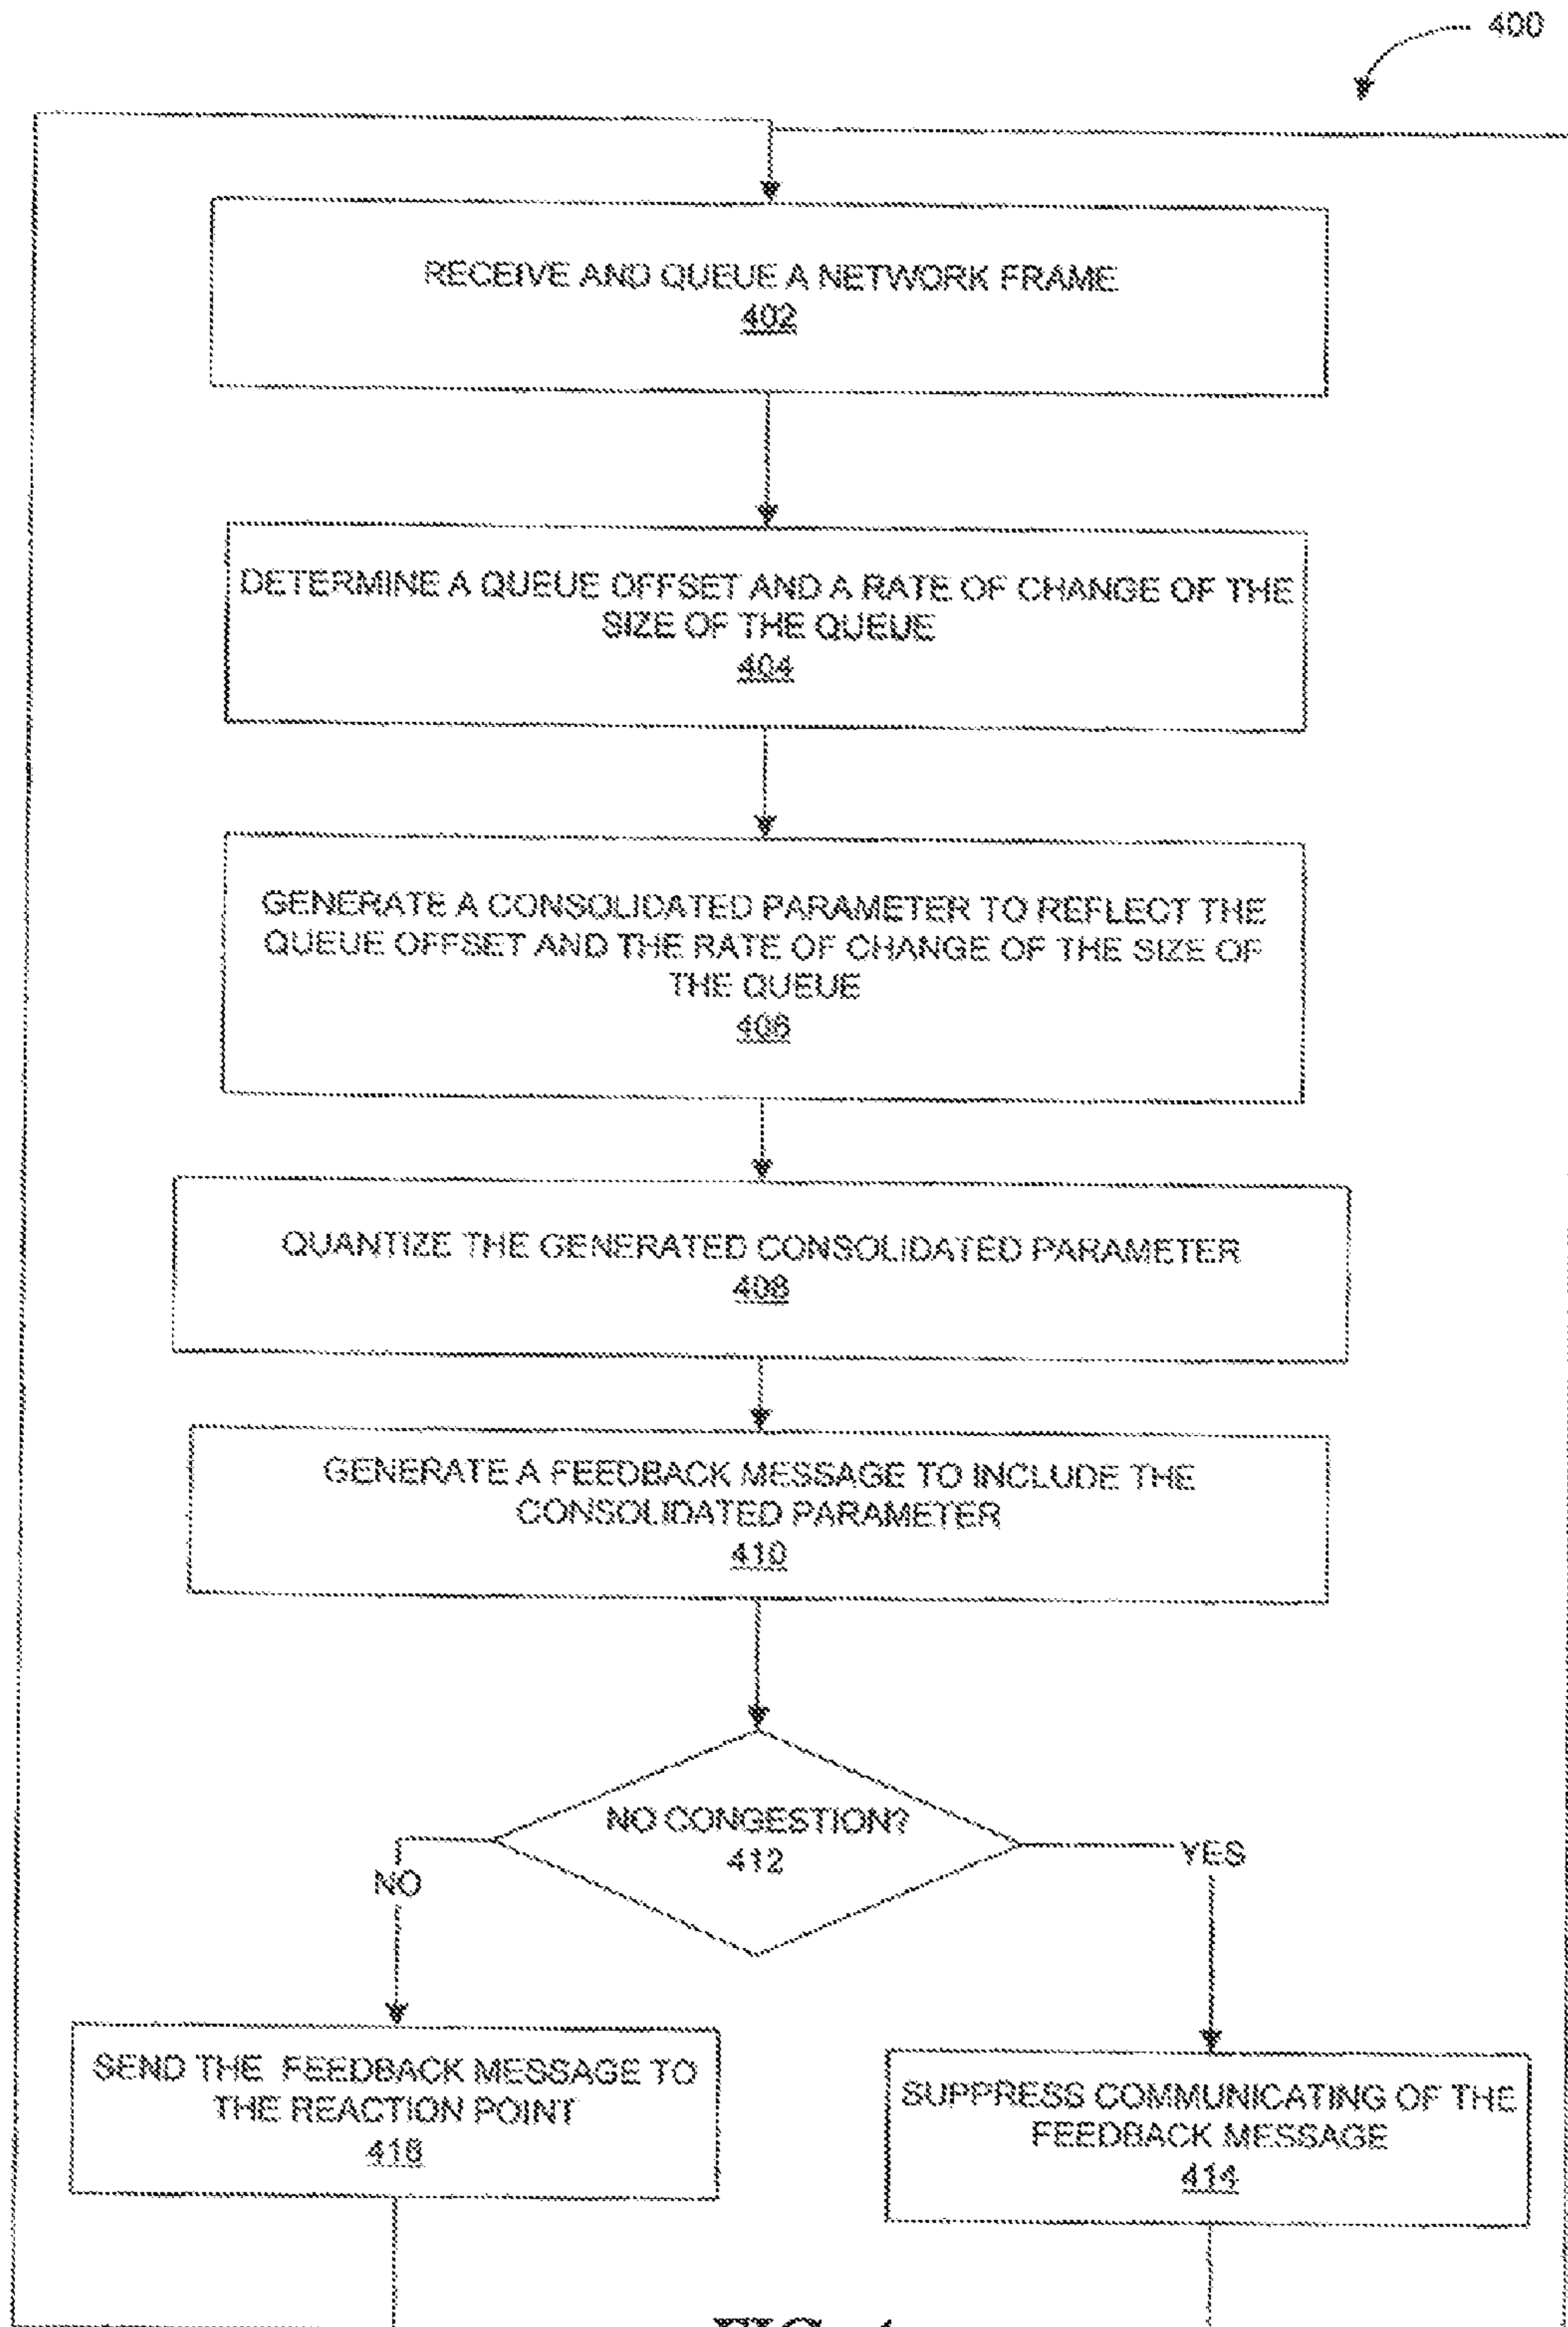 400
RECEIVE AND QUEUE A NETWORK FRAME
402
DETERMINE A QUEUE OFFSET AND A RATE OF CHANGE OF THE
SIZE OF THE QUEUE
404
GENERATE A CONSOLIDATED PARAMETER TO REFLECT THE
QUEUE OFFSET AND THE RATE OF CHANGE OF THE SIZE OF
THE QUEUE
406
QUANTIZE THE GENERATED CONSOLIDATED PARAMETER
408
GENERATE A FEEDBACK MESSAGE TO INCLUDE THE
CONSOLIDATED PARAMETER
410
NO CONGESTION?
412
NO
YES
SEND THE FEEDBACK MESSAGE TO
THE REACTION POINT
SUPPRESS COMMUNICATING OF THE
FEEDBACK MESSAGE
414